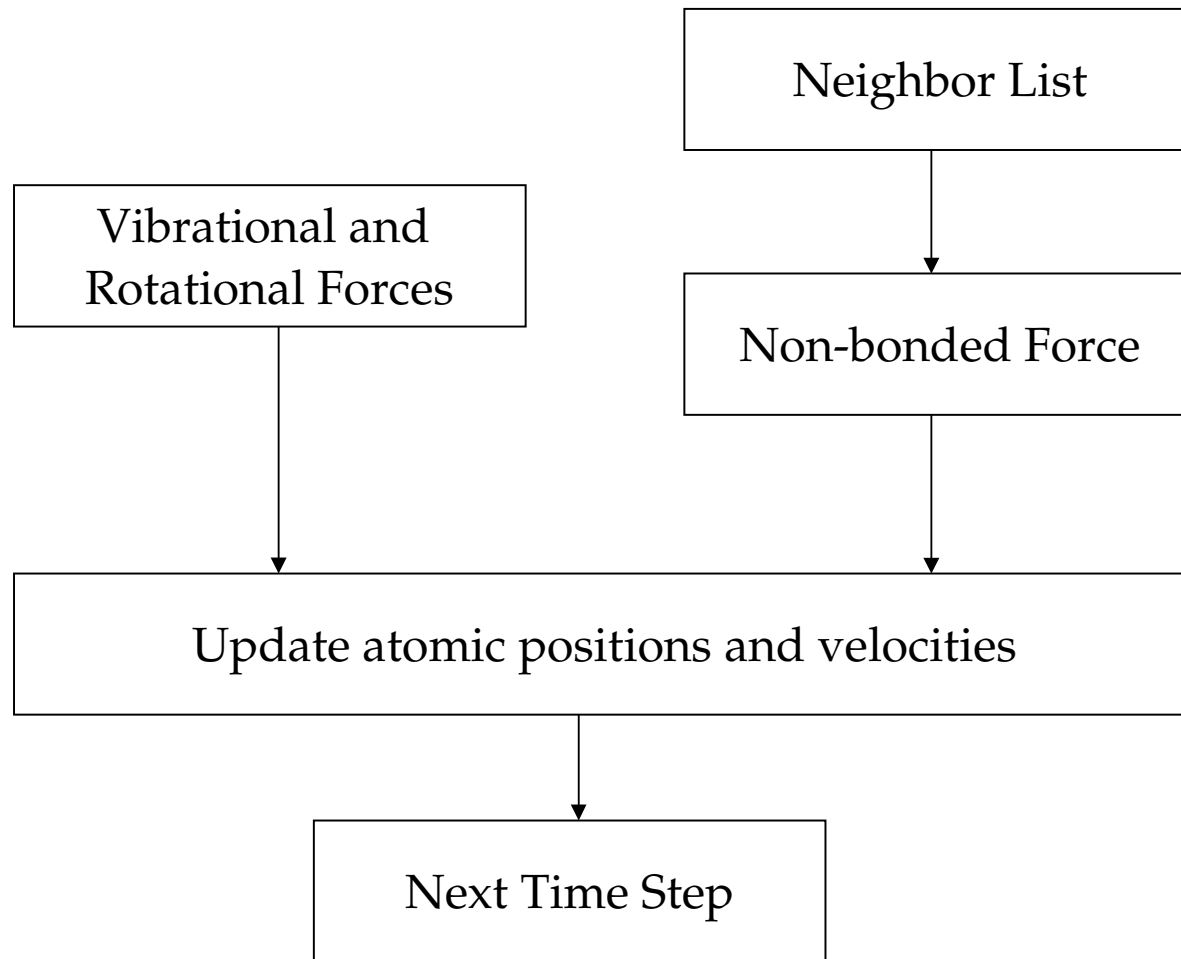 Neighbor List
Vibrational and
Rotational Forces
Non-bonded Force
Update atomic positions and velocities
Next Time Step